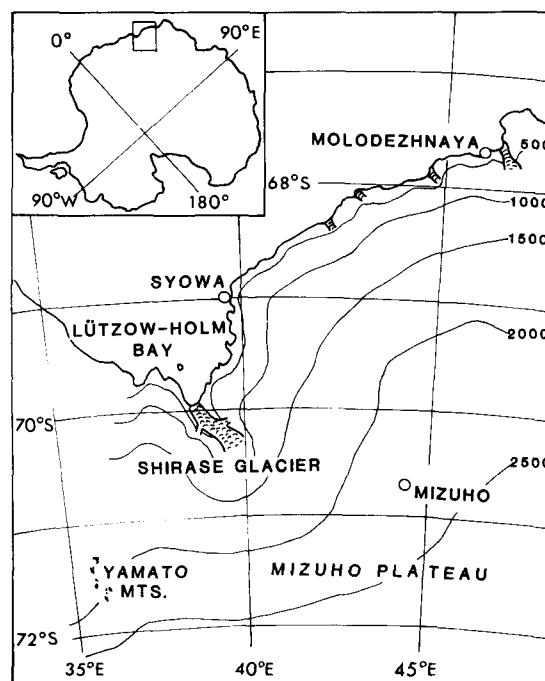 0°
90°E
90°W
180°
MOLODEZHNAYA
500
68°S
1000
1500
SYOWA
2000
LÜTZOW-HOLM
BAY
70°S
SHIRASE GLACIER
2500
MIZUHO
YAMATO
MTS.
MIZUHO PLATEAU
72°S
35°E
40°E
45°E